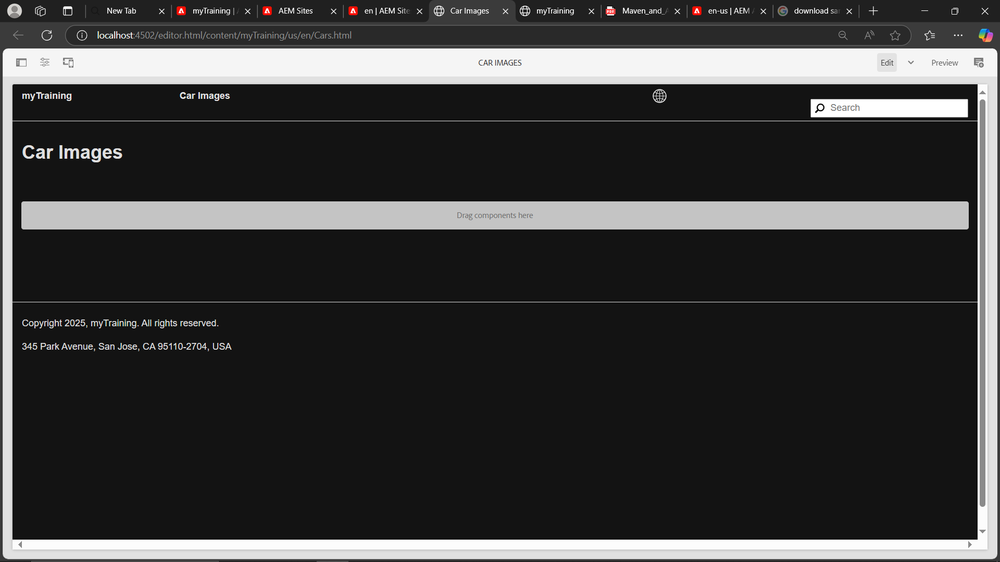 New Tab
myTraining | A
AEM Sites
en | AEM Site
Car Images
myTraining
Maven_and_A
en-us | AEM A
download sa
localhost:4502/editor.html/content/myTraining/us/en/Cars.html
CAR IMAGES
Edit
Preview
myTraining
Car Images
Search
Car Images
Drag components here
Copyright 2025, myTraining. All rights reserved.
345 Park Avenue, San Jose, CA 95110-2704, USA